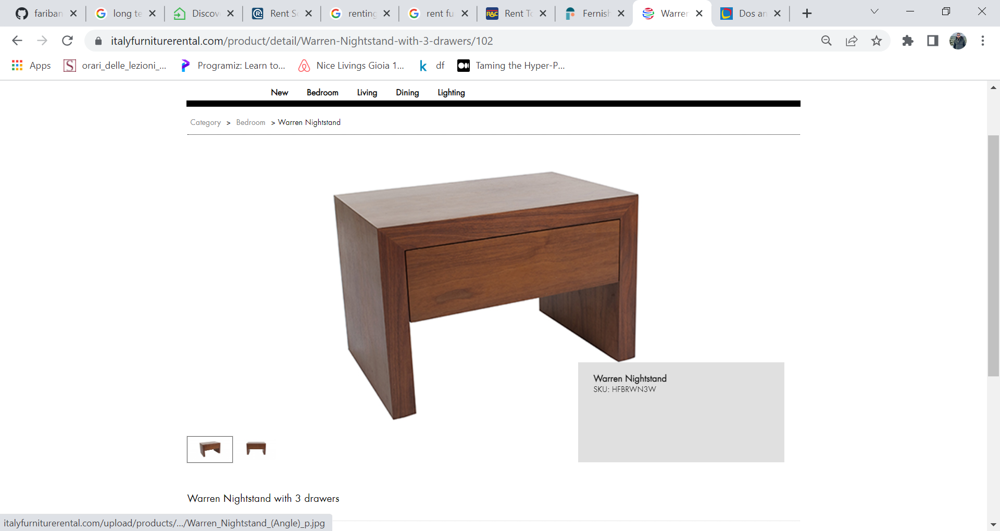 fariban
long te
Discov
Rent S
renting
rent fu
RAC Rent To
Fernish
Warren
Dos an
italyfurniturerental.com/product/detail/Warren-Nightstand-with-3-drawers/102
Apps
orari_delle_lezioni_...
Programiz: Learn to...
Nice Livings Gioia 1...
df
Taming the Hyper-P...
New Bedroom Living Dining Lighting
Category > Bedroom > Warren Nightstand
Warren Nightstand
SKU: HFBRWN3W
Warren Nightstand with 3 drawers
italyfurniturerental.com/upload/products/.../Warren_Nightstand_(Angle)_p.jpg